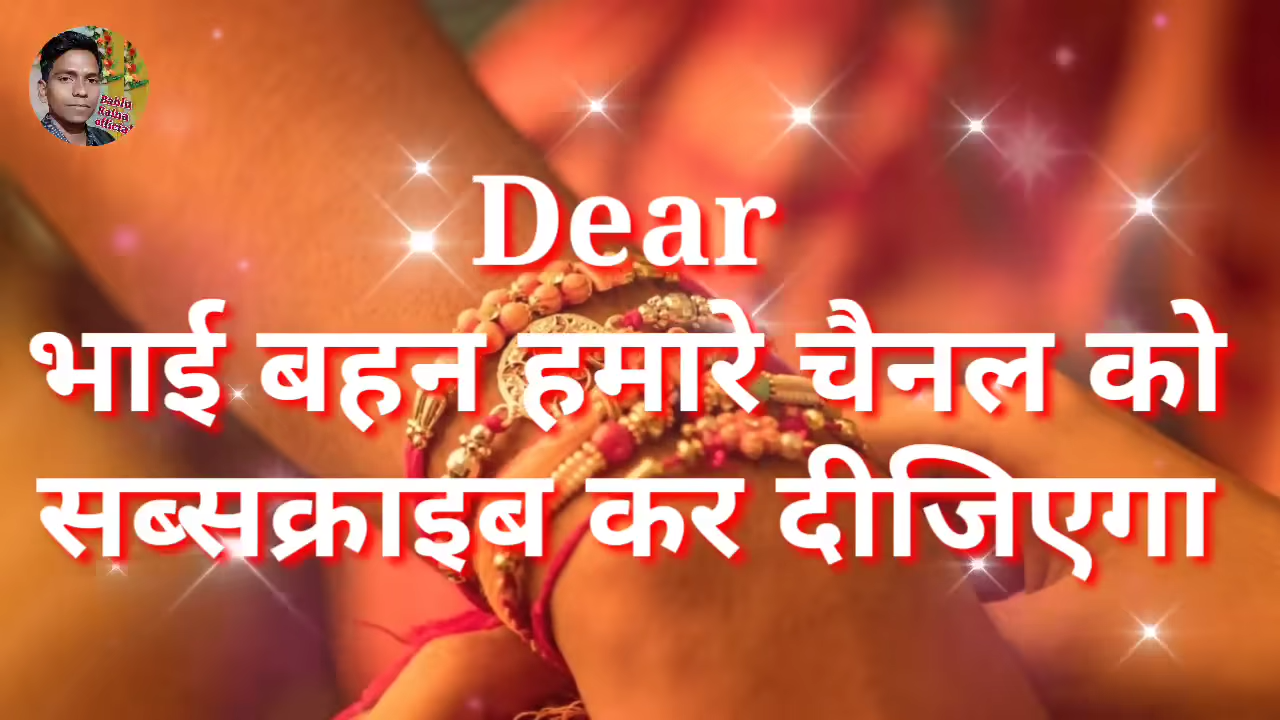 Dear
भाई बहन हमारे चैनल को
सब्सक्राइब कर दीजिएगा